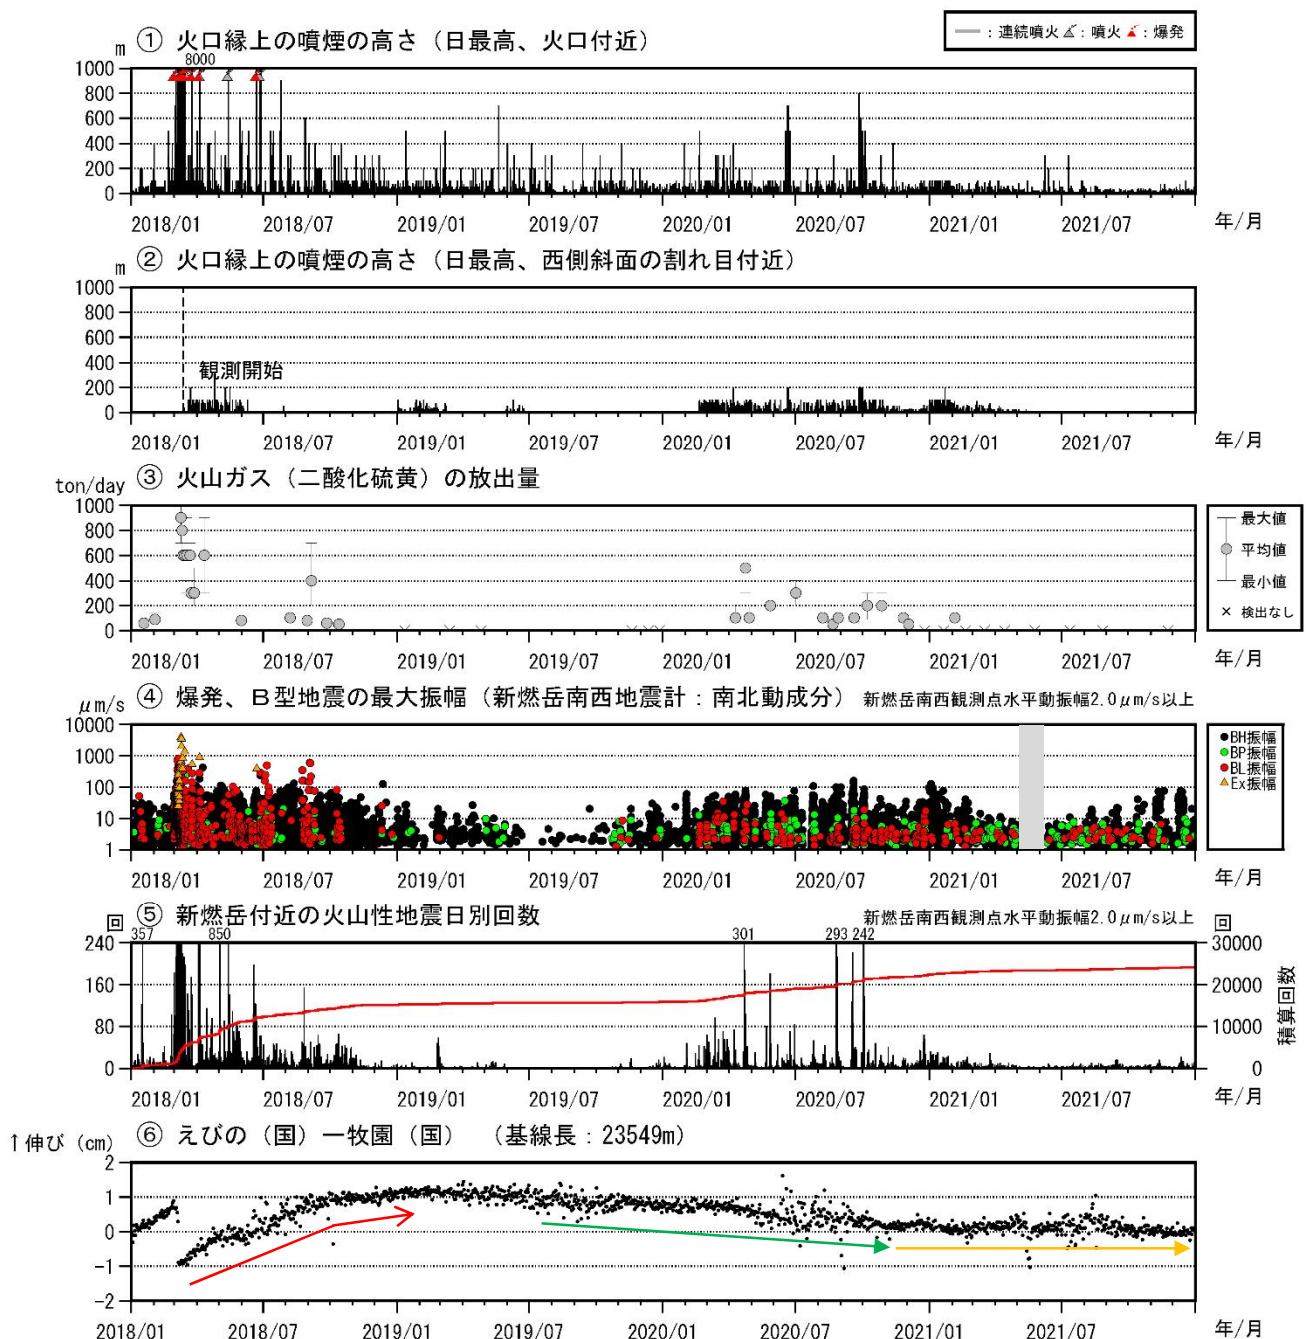 ① 火口縁上の噴煙の高さ（日最高、火口付近）
━ : 連続噴火 : 噴火 : 爆発
m
8000
1000
800
600
400
200
0
2018/01 2018/07 2019/01 2019/07 2020/01 2020/07 2021/01 2021/07 年/月
② 火口縁上の噴煙の高さ（日最高、西側斜面の割れ目付近）
m
1000
800
600
400
観測開始
200
0
2018/01 2018/07 2019/01 2019/07 2020/01 2020/07 2021/01 2021/07 年/月
③ 火山ガス（二酸化硫黄）の放出量
ton/day
1000
800
600
400
200
0
最大値
平均値
最小値
× 検出なし
2018/01 2018/07 2019/01 2019/07 2020/01 2020/07 2021/01 2021/07 年/月
④ 爆発、Ｂ型地震の最大振幅（新燃岳南西地震計：南北動成分） 新燃岳南西観測点水平動振幅2.0μm/s以上
μm/s
10000
1000
100
10
1
BH振幅
BP振幅
BL振幅
Ex振幅
2018/01 2018/07 2019/01 2019/07 2020/01 2020/07 2021/01 2021/07 年/月
⑤ 新燃岳付近の火山性地震日別回数 新燃岳南西観測点水平動振幅2.0μm/s以上
回 回
357 850 301 293 242
240 30000
160 20000
80 10000
0 0
積算回数
2018/01 2018/07 2019/01 2019/07 2020/01 2020/07 2021/01 2021/07 年/月
⑥ えびの（国）ー牧園（国） （基線長：23549m）
↑伸び（cm）
2
1
0
-1
-2
2018/01 2018/07 2019/01 2019/07 2020/01 2020/07 2021/01 2021/07 年/月